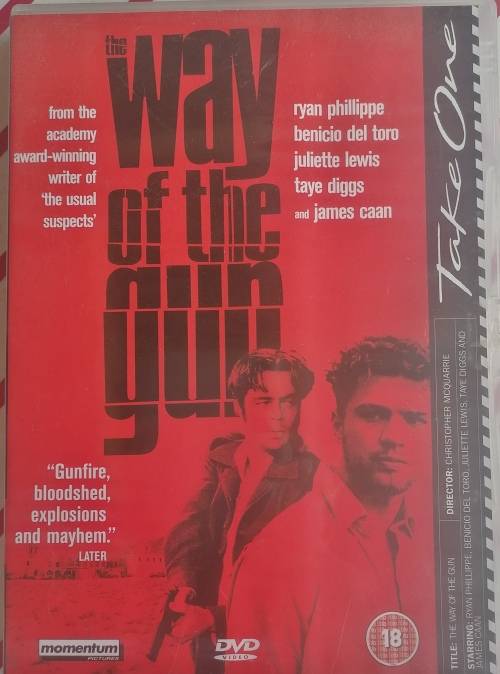 the
way
of the
gun
from the
academy
award-winning
writer of
'the usual
suspects'
ryan phillippe
benicio del toro
juliette lewis
taye diggs
and james caan
"Gunfire,
bloodshed,
explosions
and mayhem."
LATER
momentum
PICTURES
DVD
VIDEO
18
Take One
TITLE: THE WAY OF THE GUN
DIRECTOR: CHRISTOPHER MCQUARRIE
STARRING: RYAN PHILLIPPE, BENICIO DEL TORO, JULIETTE LEWIS, TAYE DIGGS AND
JAMES CAAN